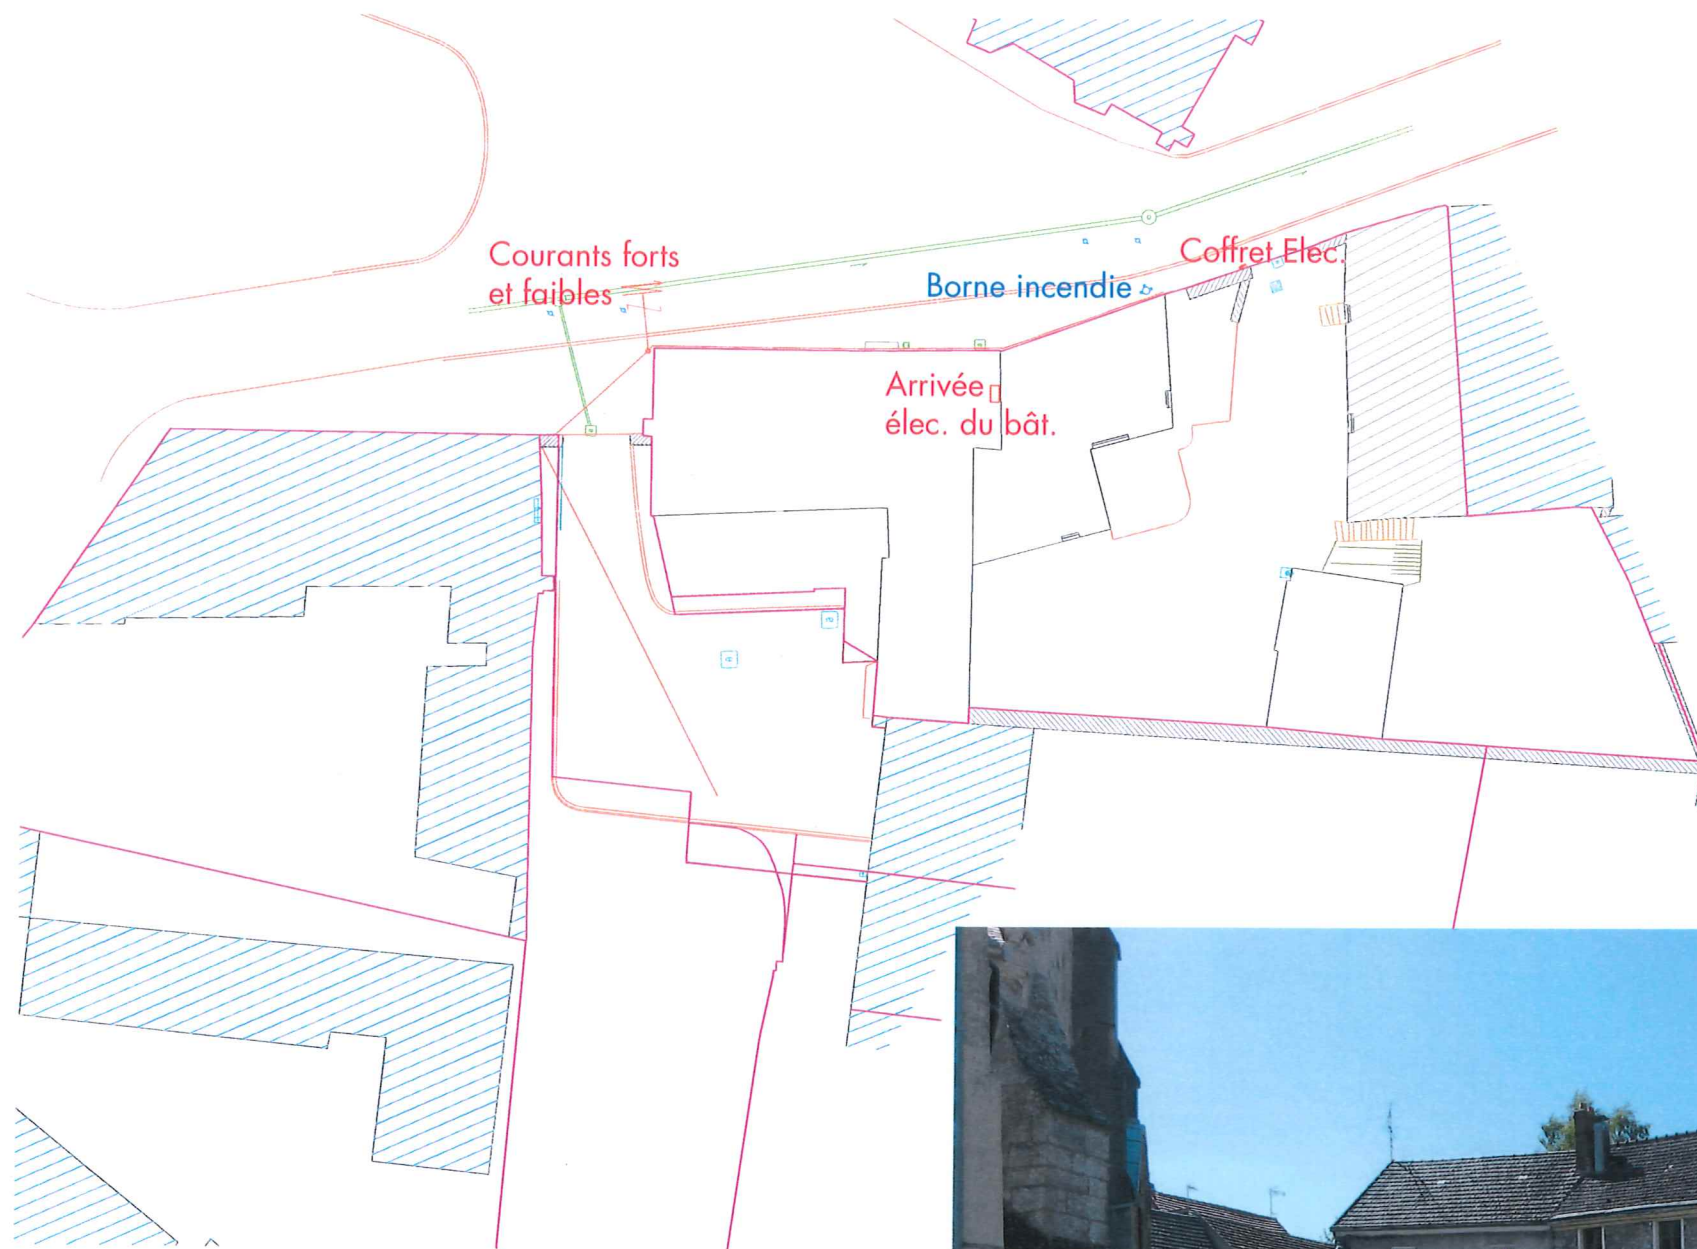 Courants forts
et faibles
Coffret Elec.
Borne incendie
Arrivée
élec. du bât.